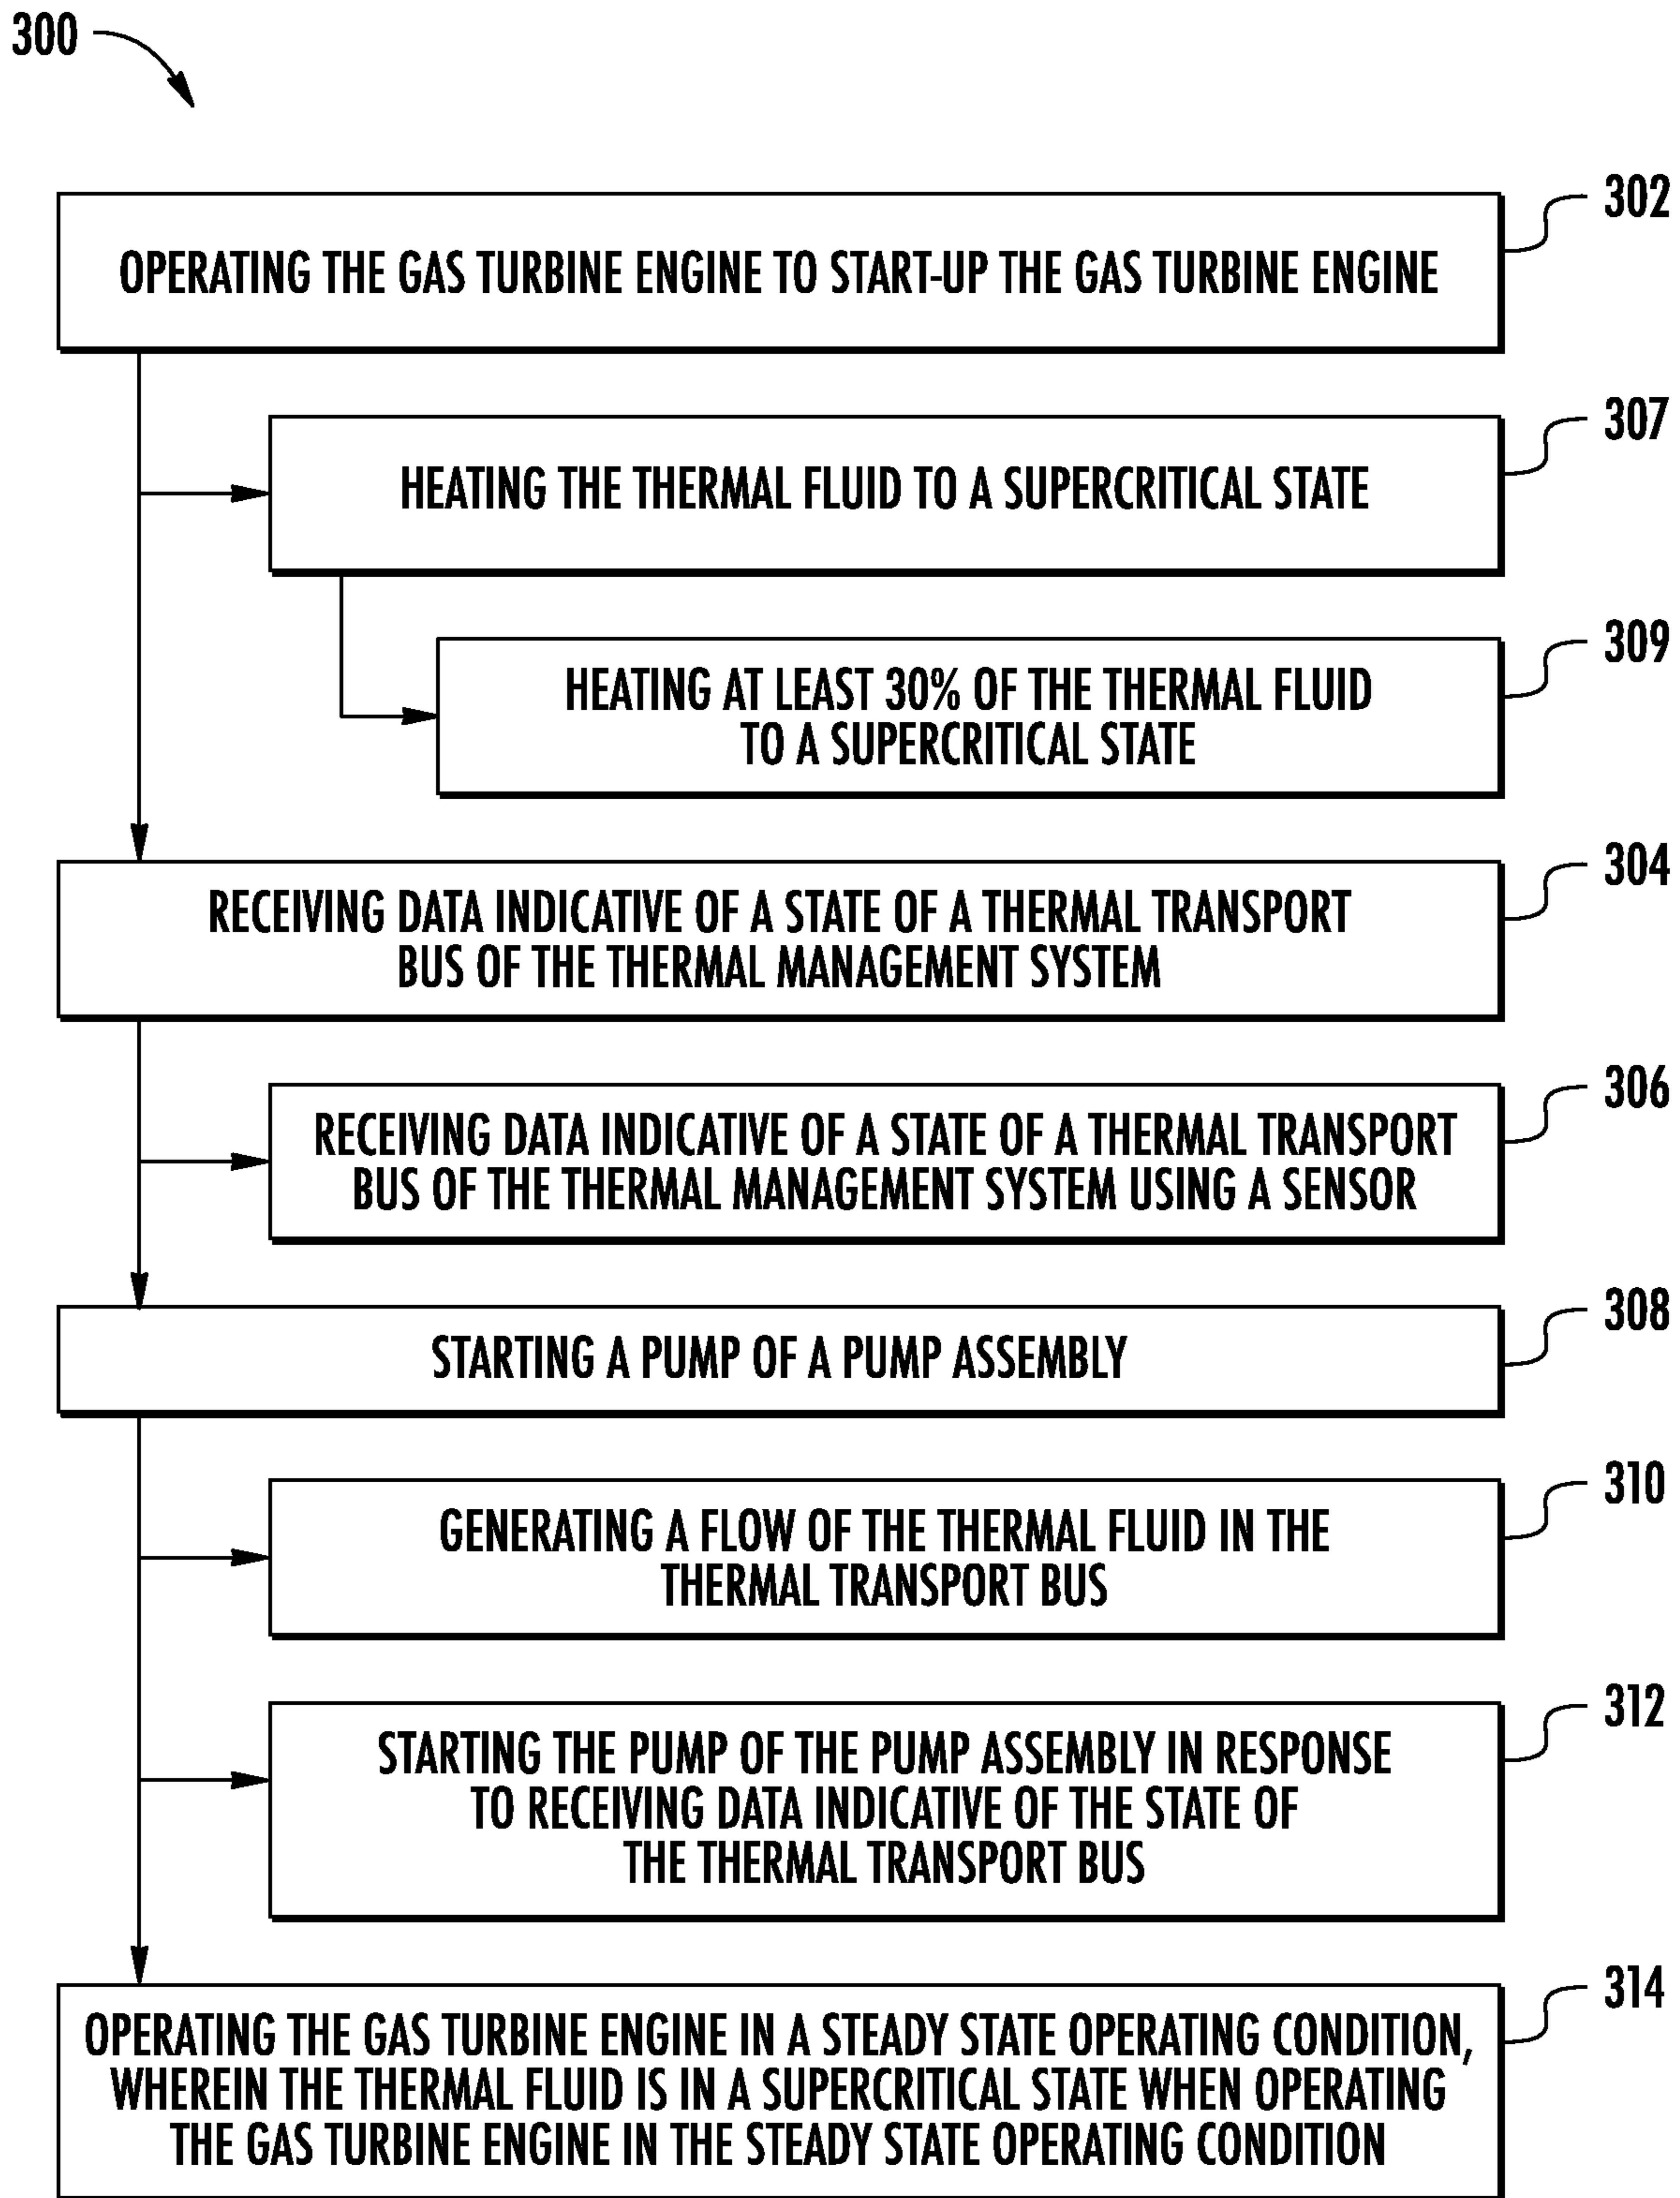 300
302
OPERATING THE GAS TURBINE ENGINE TO START-UP THE GAS TURBINE ENGINE
307
HEATING THE THERMAL FLUID TO A SUPERCRITICAL STATE
309
HEATING AT LEAST 30% OF THE THERMAL FLUID
TO A SUPERCRITICAL STATE
304
RECEIVING DATA INDICATIVE OF A STATE OF A THERMAL TRANSPORT
BUS OF THE THERMAL MANAGEMENT SYSTEM
306
RECEIVING DATA INDICATIVE OF A STATE OF A THERMAL TRANSPORT
BUS OF THE THERMAL MANAGEMENT SYSTEM USING A SENSOR
308
STARTING A PUMP OF A PUMP ASSEMBLY
310
GENERATING A FLOW OF THE THERMAL FLUID IN THE
THERMAL TRANSPORT BUS
312
STARTING THE PUMP OF THE PUMP ASSEMBLY IN RESPONSE
TO RECEIVING DATA INDICATIVE OF THE STATE OF
THE THERMAL TRANSPORT BUS
314
OPERATING THE GAS TURBINE ENGINE IN A STEADY STATE OPERATING CONDITION,
WHEREIN THE THERMAL FLUID IS IN A SUPERCRITICAL STATE WHEN OPERATING
THE GAS TURBINE ENGINE IN THE STEADY STATE OPERATING CONDITION